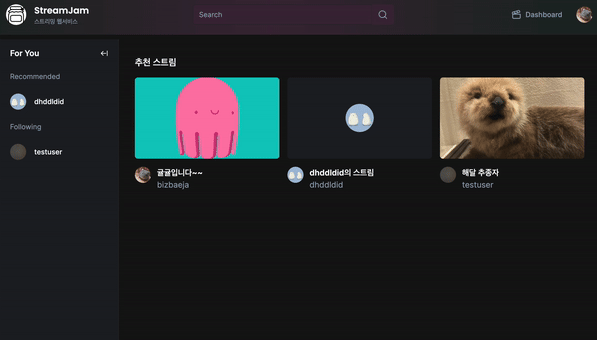 StreamJam
스트리밍 웹서비스
Search
Dashboard
For You
Recommended
dhddldid
Following
testuser
추천 스트림
귤귤입니다~~
bizbaeja
dhddldid의 스트림
dhddldid
해달 추종자
testuser